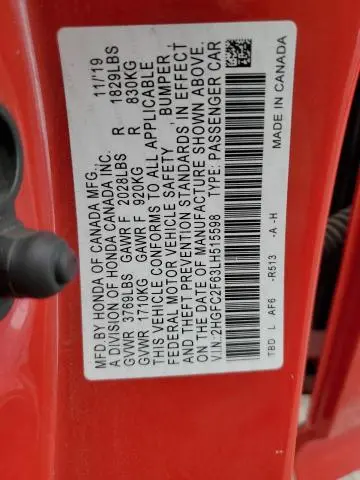 MFD.BY HONDA OF CANADA MFG., 11/19
A DIVISION OF HONDA CANADA INC.
GVWR 3769LBS GAWR F 2028LBS R 1829LBS
GVWR 1710KG GAWR F 920KG R 830KG
THIS VEHICLE CONFORMS TO ALL APPLICABLE
FEDERAL MOTOR VEHICLE SAFETY , BUMPER ,
AND THEFT PREVENTION STANDARDS IN EFFECT
ON THE DATE OF MANUFACTURE SHOWN ABOVE.
V.I.N.:2HGFC2F63LH515598 TYPE: PASSENGER CAR
TBD L AF6 -R513 -A -H
MADE IN CANADA